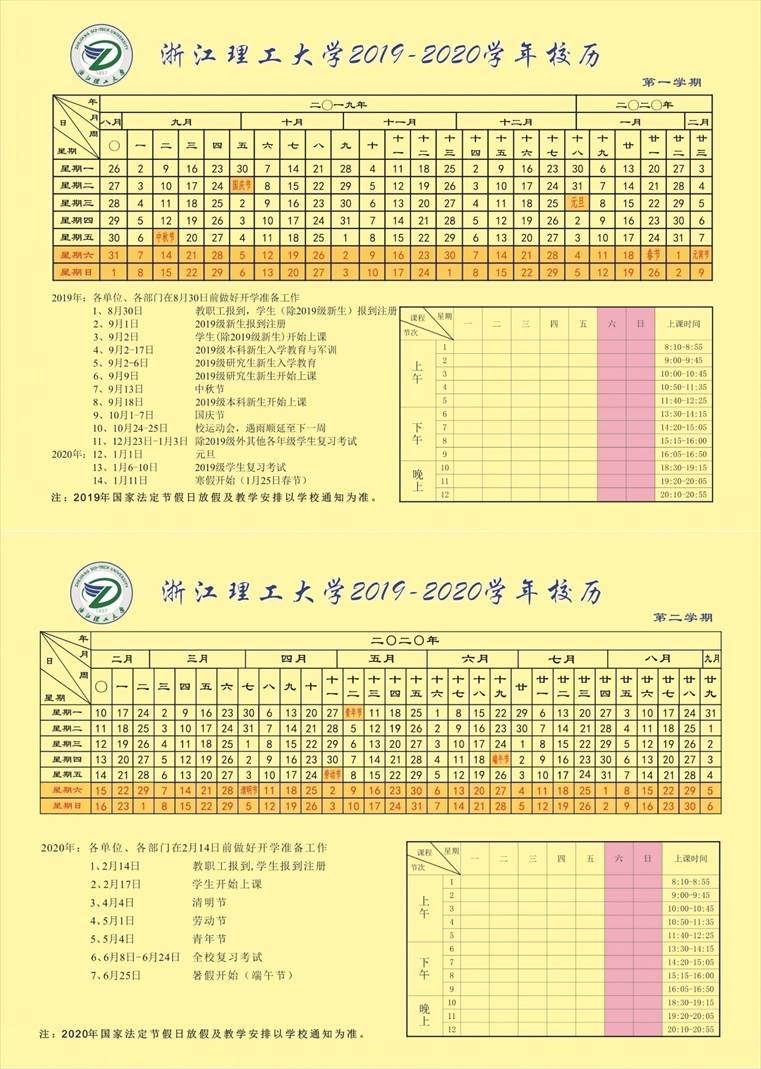 浙江理工大学2019-2020学年校历
第一学期
年 二〇一九年 二〇二〇年
日 月 八月 九月 十月 十一月 十二月 一月 二月
星期 周 〇 一 二 三 四 五 六 七 八 九 十 十一 十二 十三 十四 十五 十六 十七 十八 十九 廿 廿一 廿二 廿三
星期一 26 2 9 16 23 30 7 14 21 28 4 11 18 25 2 9 16 23 30 6 13 20 27 3
星期二 27 3 10 17 24 国庆节 8 15 22 29 5 12 19 26 3 10 17 24 31 7 14 21 28 4
星期三 28 4 11 18 25 2 9 16 23 30 6 13 20 27 4 11 18 25 元旦 8 15 22 29 5
星期四 29 5 12 19 26 3 10 17 24 31 7 14 21 28 5 12 19 26 2 9 16 23 30 6
星期五 30 6 中秋节 20 27 4 11 18 25 1 8 15 22 29 6 13 20 27 3 10 17 24 31 7
星期六 31 7 14 21 28 5 12 19 26 2 9 16 23 30 7 14 21 28 4 11 18 春节 1 元宵节
星期日 1 8 15 22 29 6 13 20 27 3 10 17 24 1 8 15 22 29 5 12 19 26 2 9
2019年：各单位、各部门在8月30日前做好开学准备工作
1、8月30日 教职工报到，学生（除2019级新生）报到注册
2、9月1日 2019级新生报到注册
3、9月2日 学生(除2019级新生)开始上课
4、9月2-17日 2019级本科新生入学教育与军训
5、9月2-6日 2019级研究生新生入学教育
6、9月9日 2019级研究生新生开始上课
7、9月13日 中秋节
8、9月18日 2019级本科新生开始上课
9、10月1-7日 国庆节
10、10月24-25日 校运动会，遇雨顺延至下一周
11、12月23日-1月3日 除2019级外其他各年级学生复习考试
2020年：12、1月1日 元旦
13、1月6-10日 2019级学生复习考试
14、1月11日 寒假开始（1月25日春节）
注：2019年国家法定节假日放假及教学安排以学校通知为准。
课程 星期 节次 一 二 三 四 五 六 日 上课时间
上午 1 8:10-8:55
2 9:00-9:45
3 10:00-10:45
4 10:50-11:35
5 11:40-12:25
下午 6 13:30-14:15
7 14:20-15:05
8 15:15-16:00
9 16:05-16:50
晚上 10 18:30-19:15
11 19:20-20:05
12 20:10-20:55
浙江理工大学2019-2020学年校历
第二学期
年 二〇二〇年
日 月 二月 三月 四月 五月 六月 七月 八月 九月
星期 周 〇 一 二 三 四 五 六 七 八 九 十 十一 十二 十三 十四 十五 十六 十七 十八 十九 廿 廿一 廿二 廿三 廿四 廿五 廿六 廿七 廿八 廿九
星期一 10 17 24 2 9 16 23 30 6 13 20 27 青年节 11 18 25 1 8 15 22 29 6 13 20 27 3 10 17 24 31
星期二 11 18 25 3 10 17 24 31 7 14 21 28 5 12 19 26 2 9 16 23 30 7 14 21 28 4 11 18 25 1
星期三 12 19 26 4 11 18 25 1 8 15 22 29 6 13 20 27 3 10 17 24 1 8 15 22 29 5 12 19 26 2
星期四 13 20 27 5 12 19 26 2 9 16 23 30 7 14 21 28 4 11 18 端午节 2 9 16 23 30 6 13 20 27 3
星期五 14 21 28 6 13 20 27 3 10 17 24 劳动节 8 15 22 29 5 12 19 26 3 10 17 24 31 7 14 21 28 4
星期六 15 22 29 7 14 21 28 清明节 11 18 25 2 9 16 23 30 6 13 20 27 4 11 18 25 1 8 15 22 29 5
星期日 16 23 1 8 15 22 29 5 12 19 26 3 10 17 24 31 7 14 21 28 5 12 19 26 2 9 16 23 30 6
2020年：各单位、各部门在2月14日前做好开学准备工作
1、2月14日 教职工报到,学生报到注册
2、2月17日 学生开始上课
3、4月4日 清明节
4、5月1日 劳动节
5、5月4日 青年节
6、6月8日-6月24日 全校复习考试
7、6月25日 暑假开始（端午节）
注：2020年国家法定节假日放假及教学安排以学校通知为准。
课程 星期 节次 一 二 三 四 五 六 日 上课时间
上午 1 8:10-8:55
2 9:00-9:45
3 10:00-10:45
4 10:50-11:35
5 11:40-12:25
下午 6 13:30-14:15
7 14:20-15:05
8 15:15-16:00
9 16:05-16:50
晚上 10 18:30-19:15
11 19:20-20:05
12 20:10-20:55